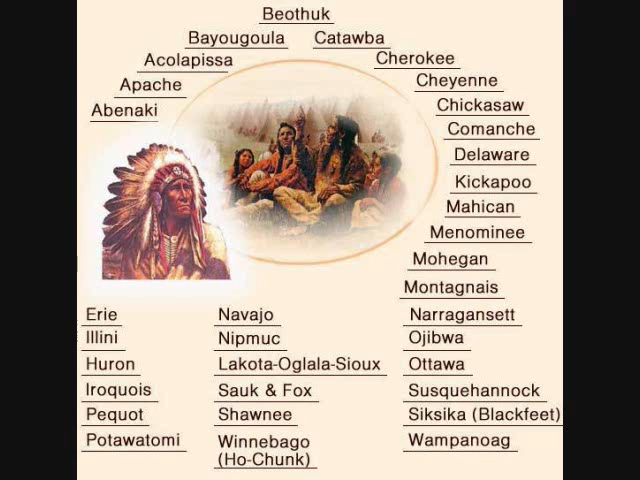 Beothuk
Bayougoula
Catawba
Acolapissa
Cherokee
Apache
Cheyenne
Abenaki
Chickasaw
Comanche
Delaware
Kickapoo
Mahican
Menominee
Mohegan
Montagnais
Erie
Navajo
Narragansett
Illini
Nipmuc
Ojibwa
Huron
Lakota-Oglala-Sioux
Ottawa
Iroquois
Sauk & Fox
Susquehannock
Pequot
Shawnee
Siksika (Blackfeet)
Potawatomi
Winnebago
(Ho-Chunk)
Wampanoag